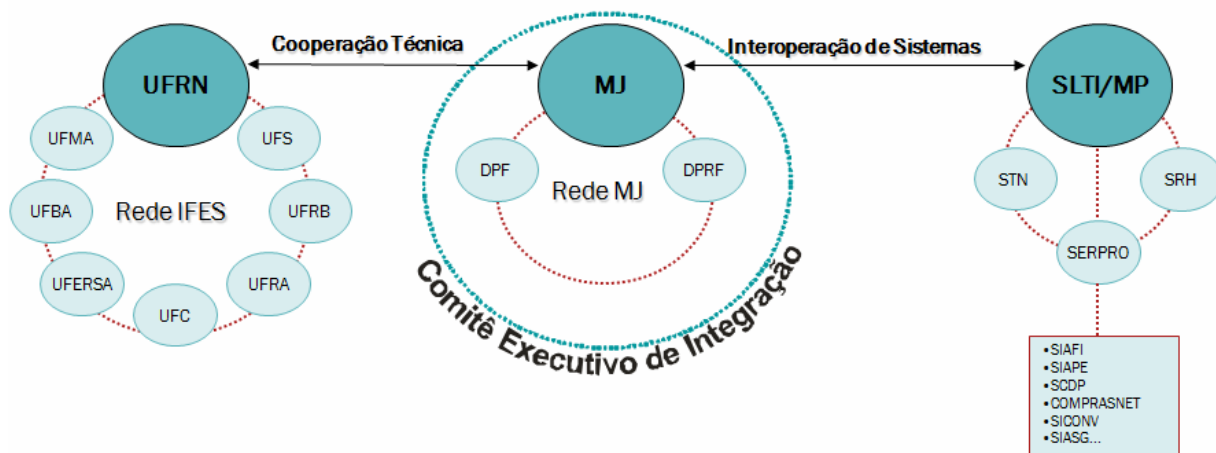 Cooperação Técnica
Interoperação de Sistemas
UFRN
MJ
SLTI/MP
UFMA
UFS
UFBA
Rede IFES
UFRB
UFERSA
UFRA
UFC
DPF
DPRF
Rede MJ
Comitê Executivo de Integração
STN
SRH
SERPRO
•SIAFI
•SIAPE
•SCDP
•COMPRASNET
•SICONV
•SIASG...